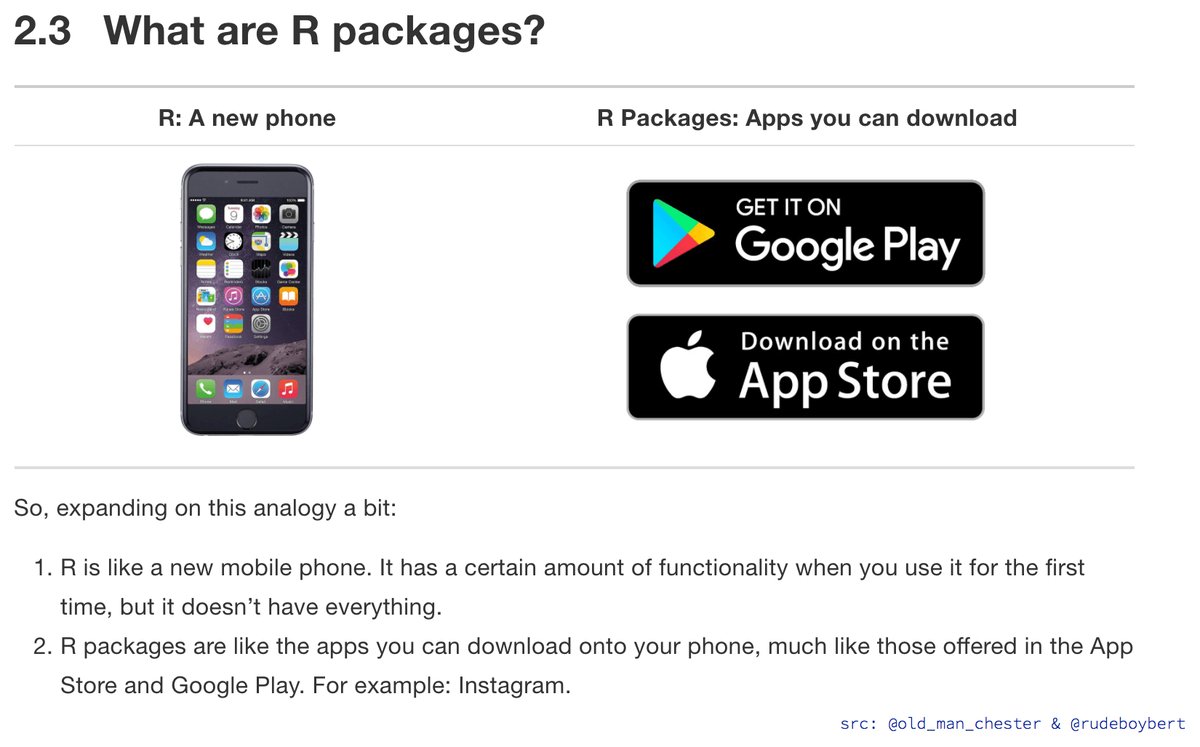 2.3 What are R packages?
R: A new phone
R Packages: Apps you can download
GET IT ON
Google Play
Download on the
App Store
So, expanding on this analogy a bit:
1. R is like a new mobile phone. It has a certain amount of functionality when you use it for the first
time, but it doesn’t have everything.
2. R packages are like the apps you can download onto your phone, much like those offered in the App
Store and Google Play. For example: Instagram.
src: @old_man_chester & @rudeboybert